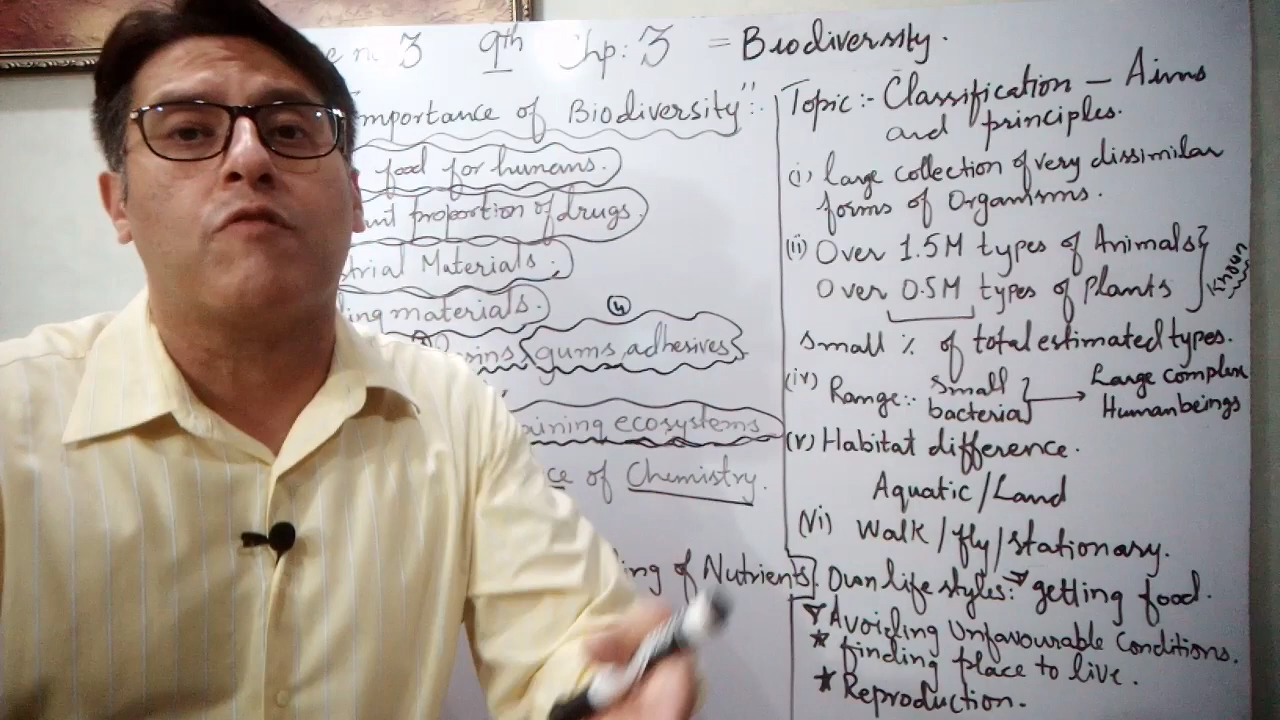 3 9th Chp: 3 = Biodiversity.
Importance of Biodiversity":.
food for humans.
proportion of drugs.
Materials.
materials.
④
gums, adhesives
ecosystems
of Chemistry.
of Nutrients
Topic:- Classification - Aims
and principles.
(i) large collection of very dissimilar
forms of Organisms.
(ii) Over 1.5M types of Animals
Over 0.5M types of Plants
Known
Small % of total estimated types.
(iv) Range:- Small
bacteria
Large complex
Human beings
(v) Habitat difference.
Aquatic/Land
(vi) Walk/fly/stationary.
Own life styles:- getting food.
* Avoiding Unfavourable Conditions.
* finding place to live.
* Reproduction.